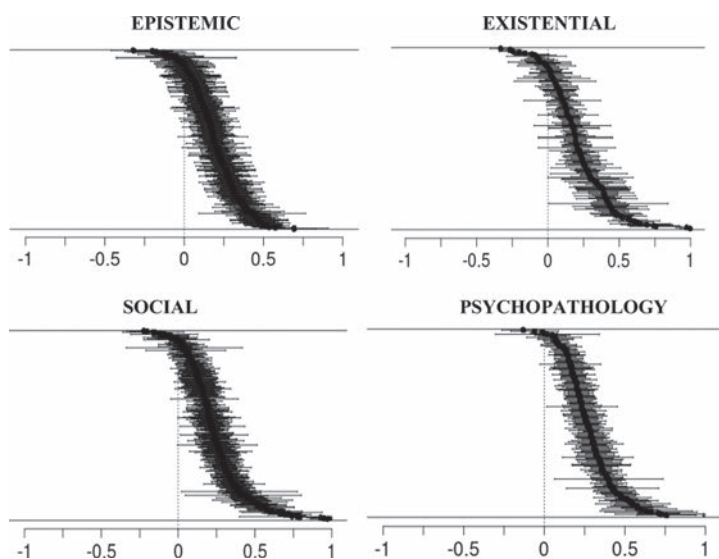 EPISTEMIC
EXISTENTIAL
-1 -0.5 0 0.5 1
-1 -0.5 0 0.5 1
SOCIAL
PSYCHOPATHOLOGY
-1 -0.5 0 0.5 1
-1 -0.5 0 0.5 1